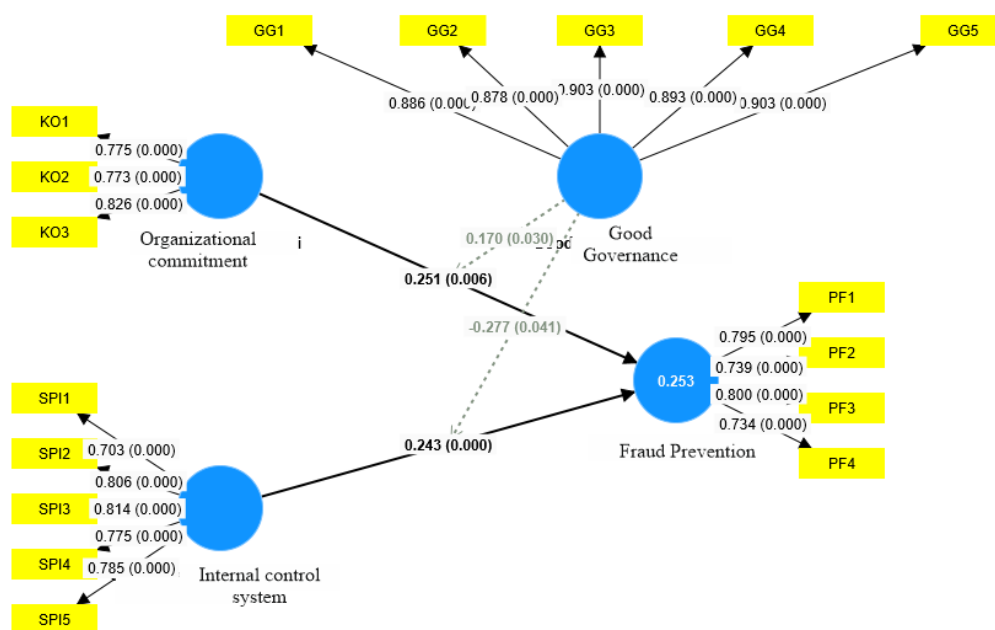 GG1
GG2
GG3
GG4
GG5
0.886 (0.000)
0.878 (0.000)
0.903 (0.000)
0.893 (0.000)
0.903 (0.000)
KO1
KO2
KO3
0.775 (0.000)
0.773 (0.000)
0.826 (0.000)
Organizational
commitment
i
Good
Governance
0.170 (0.030)
0.251 (0.006)
-0.277 (0.041)
0.243 (0.000)
PF1
PF2
PF3
PF4
0.795 (0.000)
0.739 (0.000)
0.800 (0.000)
0.734 (0.000)
0.253
Fraud Prevention
SPI1
SPI2
SPI3
SPI4
SPI5
0.703 (0.000)
0.806 (0.000)
0.814 (0.000)
0.775 (0.000)
0.785 (0.000)
Internal control
system